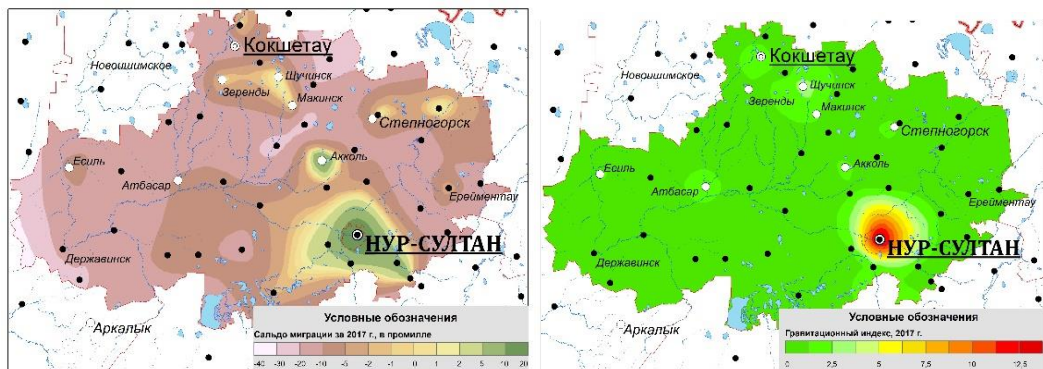 Кокшетау
Новоишимское
Щучинск
Зеренды
Макинск
Степногорск
Есиль
Акколь
Атбасар
Ерейментау
НУР-СУЛТАН
Державинск
Аркалык
Условные обозначения
Сальдо миграции за 2017 г., в промилле
-40 -30 -20 -10 -5 -2 -1 1 2 5 10 20
Кокшетау
Новоишимское
Щучинск
Зеренды
Макинск
Степногорск
Есиль
Акколь
Атбасар
Ерейментау
НУР-СУЛТАН
Державинск
Аркалык
Условные обозначения
Гравитационный индекс, 2017 г.
0 2,5 5 7,5 10 12,5